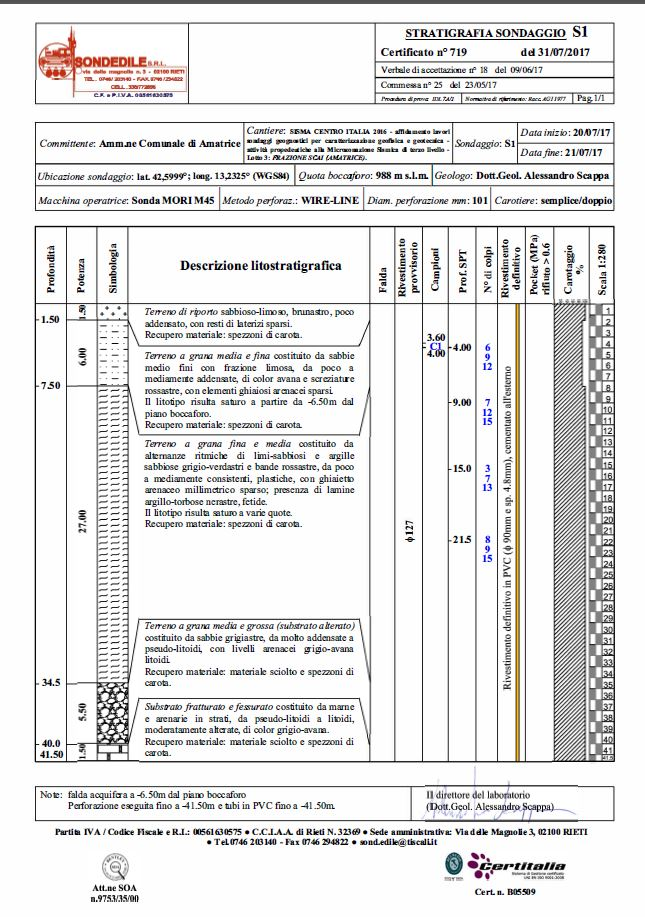 SONDEDILE S.R.L.
via delle magnolie n. 3 - 02100 RIETI
TEL. 0746/ 203140 - FAX. 0746 /294822
CELL. 338/772896
C.F. e P.IVA. 00561630575
STRATIGRAFIA SONDAGGIO S1
Certificato n° 719 del 31/07/2017
Verbale di accettazione n° 18 del 09/06/17
Commessa n° 25 del 23/05/17
Procedura di prova IDL 7.A/1 Normativa di riferimento: Racc. AGI 1977 Pag.1/1
Committente: Amm.ne Comunale di Amatrice
Cantiere: SISMA CENTRO ITALIA 2016 - affidamento lavori
sondaggi geognostici per caratterizzazione geofisica e geotecnica -
attività propedeutiche alla Microzonazione Sismica di terzo livello -
Lotto 3: FRAZIONE SCAI (AMATRICE).
Sondaggio: S1
Data inizio: 20/07/17
Data fine: 21/07/17
Ubicazione sondaggio: lat. 42,5999°; long. 13,2325° (WGS84) Quota boccaforo: 988 m s.l.m. Geologo: Dott.Geol. Alessandro Scappa
Macchina operatrice: Sonda MORI M45 Metodo perforaz.: WIRE-LINE Diam. perforazione mm: 101 Carotiere: semplice/doppio
Profondità
Potenza
Simbologia
Descrizione litostratigrafica
Falda
Rivestimento provvisorio
Campioni
Prof. SPT
N° di colpi
Rivestimento definitivo
Pocket (MPa) rifiuto > 0.6
Carotaggio %
Scala 1:280
1.50
Terreno di riporto sabbioso-limoso, brunastro, poco
addensato, con resti di laterizi sparsi.
Recupero materiale: spezzoni di carota.
1.50
6.00
Terreno a grana media e fina costituito da sabbie
medio fini con frazione limosa, da poco a
mediamente addensate, di color avana e screziature
rossastre, con elementi ghiaiosi arenacei sparsi.
Il litotipo risulta saturo a partire da -6.50m dal
piano boccaforo.
Recupero materiale: spezzoni di carota.
7.50
27.00
Terreno a grana fina e media costituito da
alternanze ritmiche di limi-sabbiosi e argille
sabbiose grigio-verdastri e bande rossastre, da poco
a mediamente consistenti, plastiche, con ghiaietto
arenaceo millimetrico sparso; presenza di lamine
argillo-torbose nerastre, fetide.
Il litotipo risulta saturo a varie quote.
Recupero materiale: spezzoni di carota.
Terreno a grana media e grossa (substrato alterato)
costituito da sabbie grigiastre, da molto addensate a
pseudo-litoidi, con livelli arenacei grigio-avana
litoidi.
Recupero materiale: materiale sciolto e spezzoni di
carota.
34.5
5.50
Substrato fratturato e fessurato costituito da marne
e arenarie in strati, da pseudo-litoidi a litoidi,
moderatamente alterate, di color grigio-avana.
Recupero materiale: materiale sciolto e spezzoni di
carota.
40.0
41.50
1.50
ϕ127
3.60
C1
4.00
4.00
6
9
12
9.00
7
12
15
15.0
3
7
13
21.5
8
9
15
Rivestimento definitivo in PVC (ϕ 90mm e sp. 4.8mm), cementato all'esterno
1
2
3
4
5
6
7
8
9
10
11
12
13
14
15
16
17
18
19
20
21
22
23
24
25
26
27
28
29
30
31
32
33
34
35
36
37
38
39
40
41
41.5
Note: falda acquifera a -6.50m dal piano boccaforo
Perforazione eseguita fino a -41.50m e tubi in PVC fino a -41.50m.
Il direttore del laboratorio
(Dott.Geol. Alessandro Scappa)
Partita IVA / Codice Fiscale e R.I.: 00561630575 ● C.C.I.A.A. di Rieti N. 32369 ● Sede amministrativa: Via delle Magnolie 3, 02100 RIETI
● Tel.0746 203140 - Fax 0746 294822 ● sond.edile@tiscali.it
Att.ne SOA
n.9753/35/00
Certitalia
Cert. n. B05509